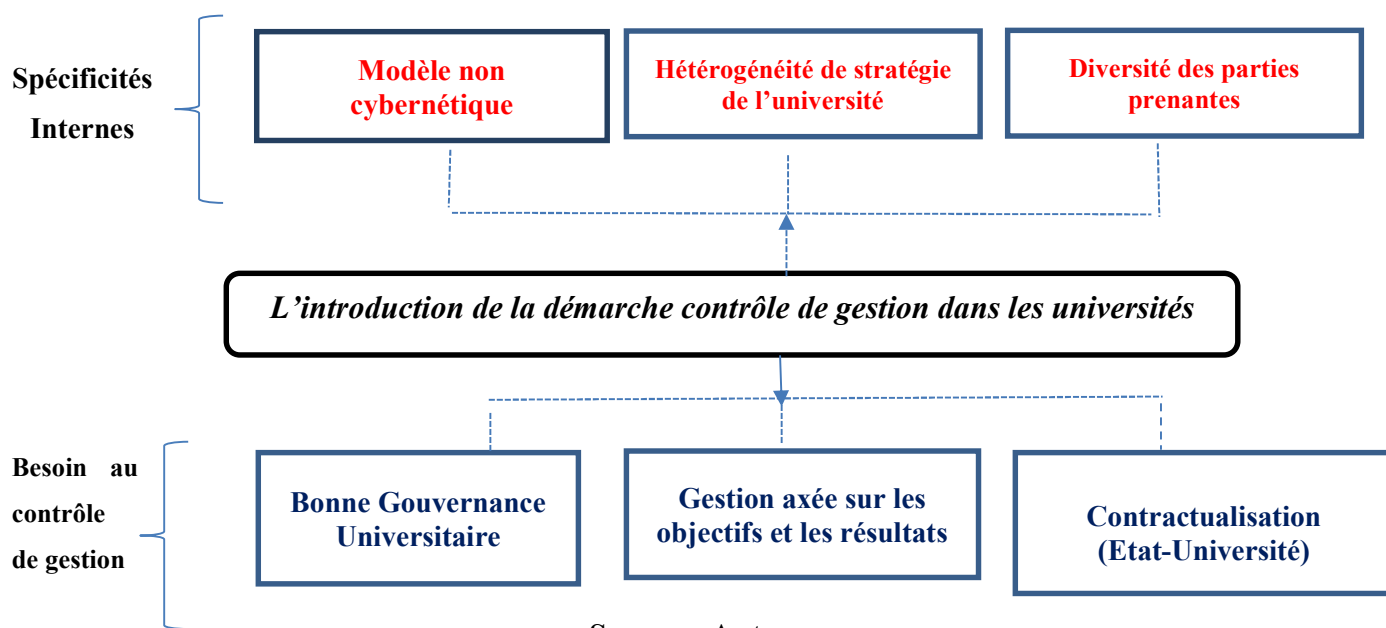 Spécificités
Internes
Modèle non
cybernétique
Hétérogénéité de stratégie
de l’université
Diversité des parties
prenantes
L’introduction de la démarche contrôle de gestion dans les universités
Besoin au
contrôle
de gestion
Bonne Gouvernance
Universitaire
Gestion axée sur les
objectifs et les résultats
Contractualisation
(Etat-Université)